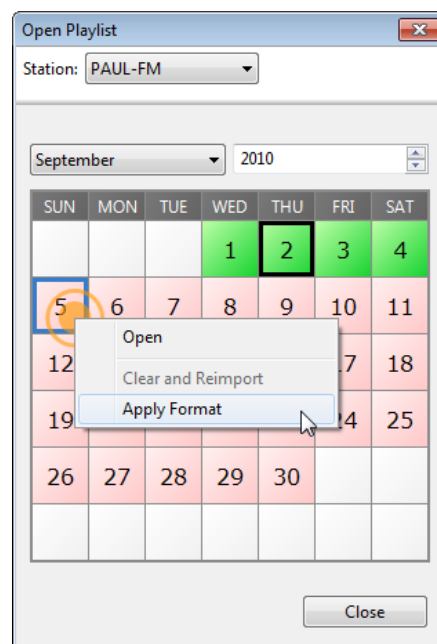 Open Playlist
Station: PAUL-FM
September 2010
SUN MON TUE WED THU FRI SAT
1 2 3 4
5 6 7 8 9 10 11
Open
12 7 18
Clear and Reimport
Apply Format
19 24 25
26 27 28 29 30
Close